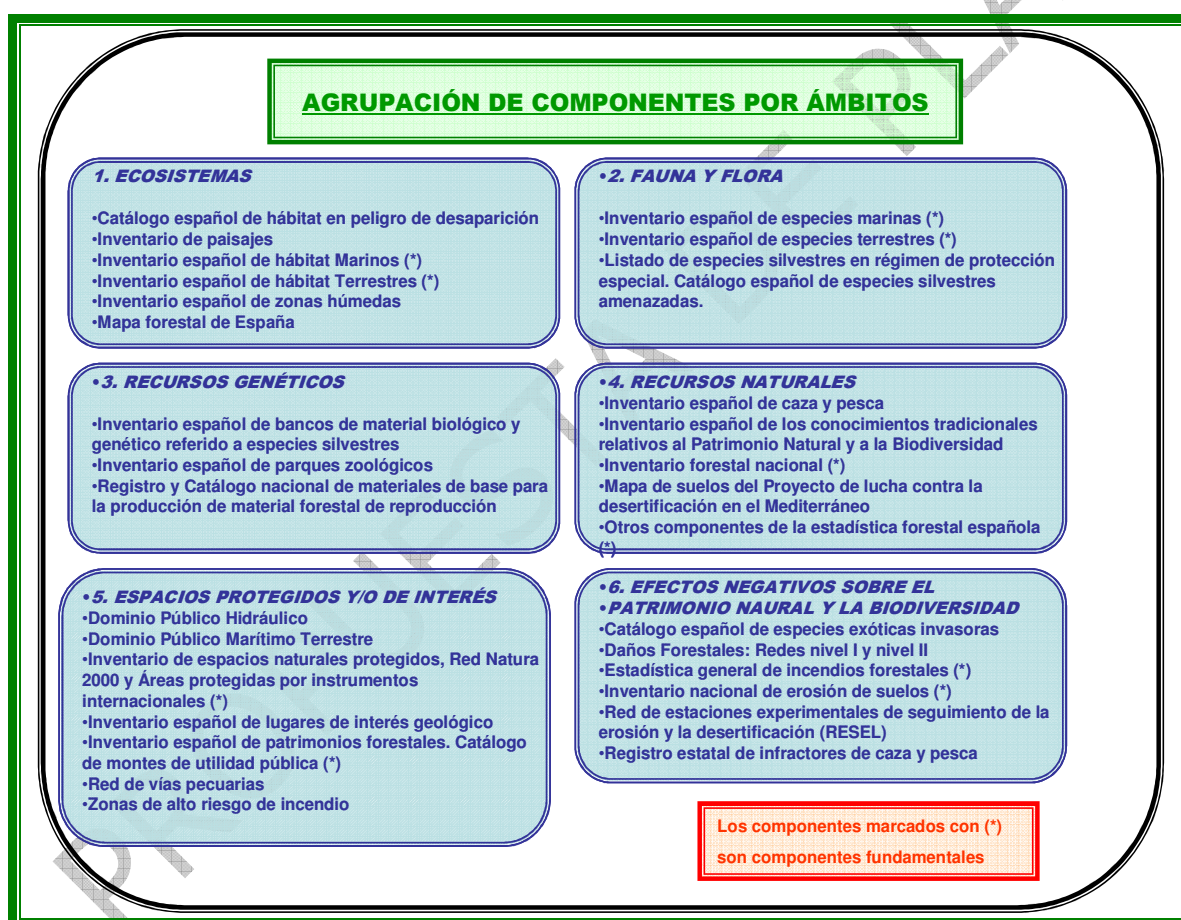 AGRUPACIÓN DE COMPONENTES POR ÁMBITOS
1. ECOSISTEMAS
•Catálogo español de hábitat en peligro de desaparición
•Inventario de paisajes
•Inventario español de hábitat Marinos (*)
•Inventario español de hábitat Terrestres (*)
•Inventario español de zonas húmedas
•Mapa forestal de España
•2. FAUNA Y FLORA
•Inventario español de especies marinas (*)
•Inventario español de especies terrestres (*)
•Listado de especies silvestres en régimen de protección
especial. Catálogo español de especies silvestres
amenazadas.
•3. RECURSOS GENÉTICOS
•Inventario español de bancos de material biológico y
genético referido a especies silvestres
•Inventario español de parques zoológicos
•Registro y Catálogo nacional de materiales de base para
la producción de material forestal de reproducción
•4. RECURSOS NATURALES
•Inventario español de caza y pesca
•Inventario español de los conocimientos tradicionales
relativos al Patrimonio Natural y a la Biodiversidad
•Inventario forestal nacional (*)
•Mapa de suelos del Proyecto de lucha contra la
desertificación en el Mediterráneo
•Otros componentes de la estadística forestal española
(*)
•5. ESPACIOS PROTEGIDOS Y/O DE INTERÉS
•Dominio Público Hidráulico
•Dominio Público Marítimo Terrestre
•Inventario de espacios naturales protegidos, Red Natura
2000 y Áreas protegidas por instrumentos
internacionales (*)
•Inventario español de lugares de interés geológico
•Inventario español de patrimonios forestales. Catálogo
de montes de utilidad pública (*)
•Red de vías pecuarias
•Zonas de alto riesgo de incendio
•6. EFECTOS NEGATIVOS SOBRE EL
•PATRIMONIO NAURAL Y LA BIODIVERSIDAD
•Catálogo español de especies exóticas invasoras
•Daños Forestales: Redes nivel I y nivel II
•Estadística general de incendios forestales (*)
•Inventario nacional de erosión de suelos (*)
•Red de estaciones experimentales de seguimiento de la
erosión y la desertificación (RESEL)
•Registro estatal de infractores de caza y pesca
Los componentes marcados con (*)
son componentes fundamentales
PROPUESTA DE PLA